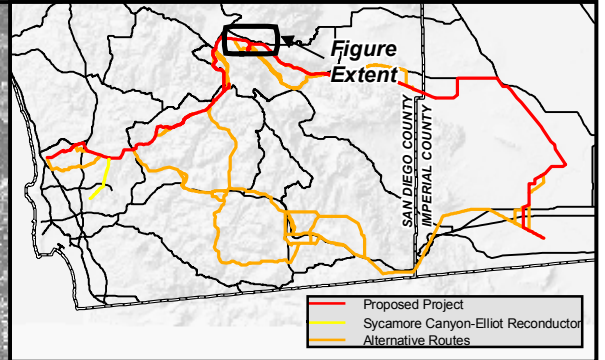 Figure
Extent
SAN DIEGO COUNTY
IMPERIAL COUNTY
Proposed Project
Sycamore Canyon-Elliot Reconductor
Alternative Routes